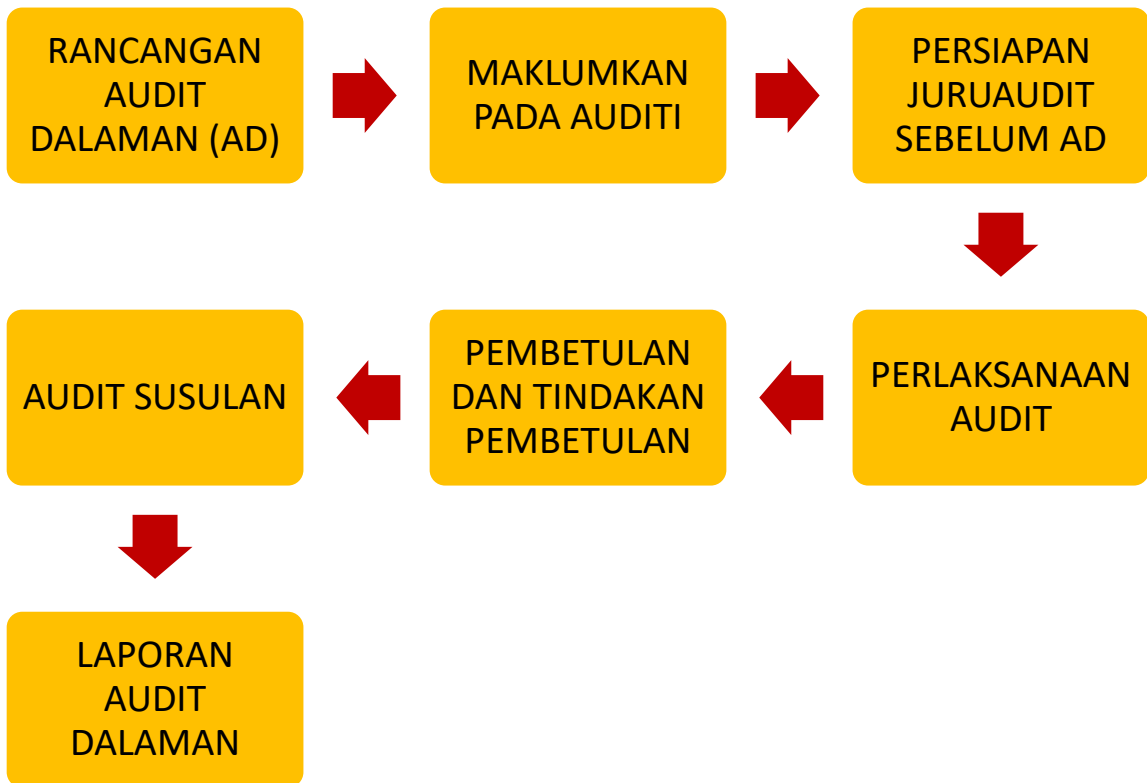 RANCANGAN
AUDIT
DALAMAN (AD)
MAKLUMKAN
PADA AUDITI
PERSIAPAN
JURUAUDIT
SEBELUM AD
PERLAKSANAAN
AUDIT
PEMBETULAN
DAN TINDAKAN
PEMBETULAN
AUDIT SUSULAN
LAPORAN
AUDIT
DALAMAN